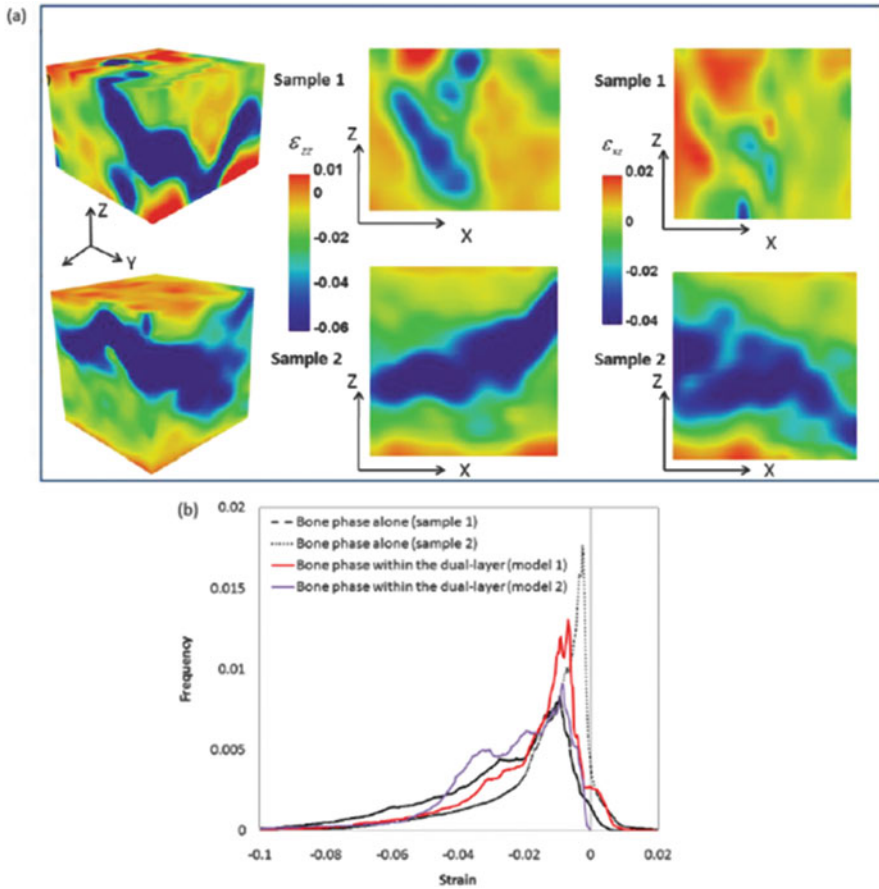 (a)
Sample 1
Sample 1
ε_zz
0.01
0
-0.02
-0.04
-0.06
Z
X
ε_xz
0.02
0
-0.02
-0.04
Z
X
Z
Y
Sample 2
Z
X
Sample 2
Z
X
(b)
0.02
0.015
0.01
0.005
0
Frequency
Bone phase alone (sample 1)
Bone phase alone (sample 2)
Bone phase within the dual-layer (model 1)
Bone phase within the dual-layer (model 2)
-0.1
-0.08
-0.06
-0.04
-0.02
0
0.02
Strain